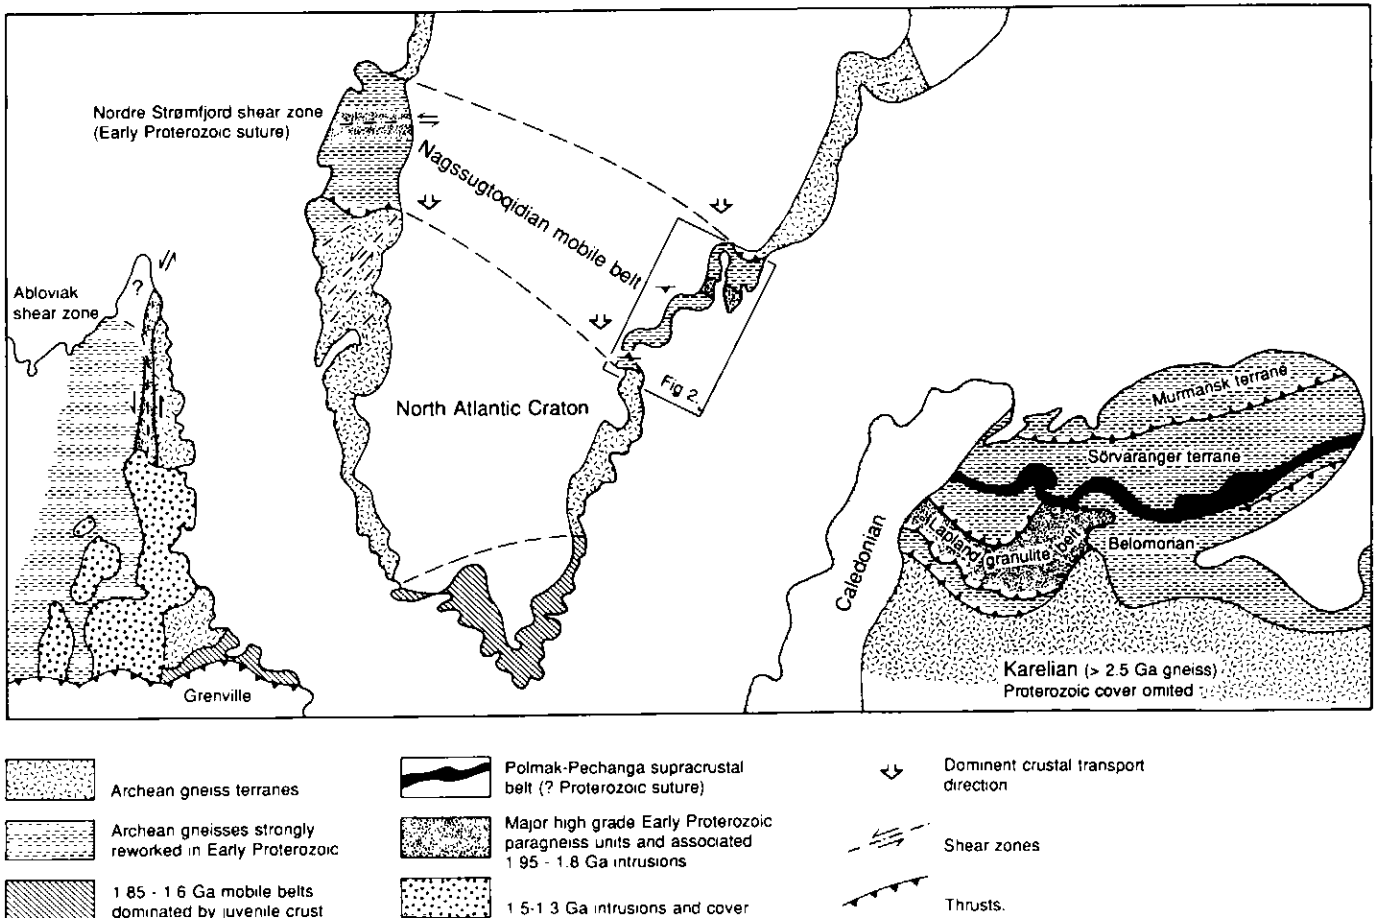 Nordre Strømfjord shear zone
(Early Proterozoic suture)
Nagssugtoqidian mobile belt
Abloviak
shear zone
?
North Atlantic Craton
Fig 2.
Grenville
Caledonian
Murmansk terrane
Sörvaranger terrane
Lapland granulite belt
Belomorian
Karelian (> 2.5 Ga gneiss)
Proterozoic cover omited
Archean gneiss terranes
Archean gneisses strongly
reworked in Early Proterozoic
1 85 - 1 6 Ga mobile belts
dominated by juvenile crust
Polmak-Pechanga supracrustal
belt (? Proterozoic suture)
Major high grade Early Proterozoic
paragneiss units and associated
1 95 - 1.8 Ga intrusions
1 5-1 3 Ga intrusions and cover
Dominent crustal transport
direction
Shear zones
Thrusts.